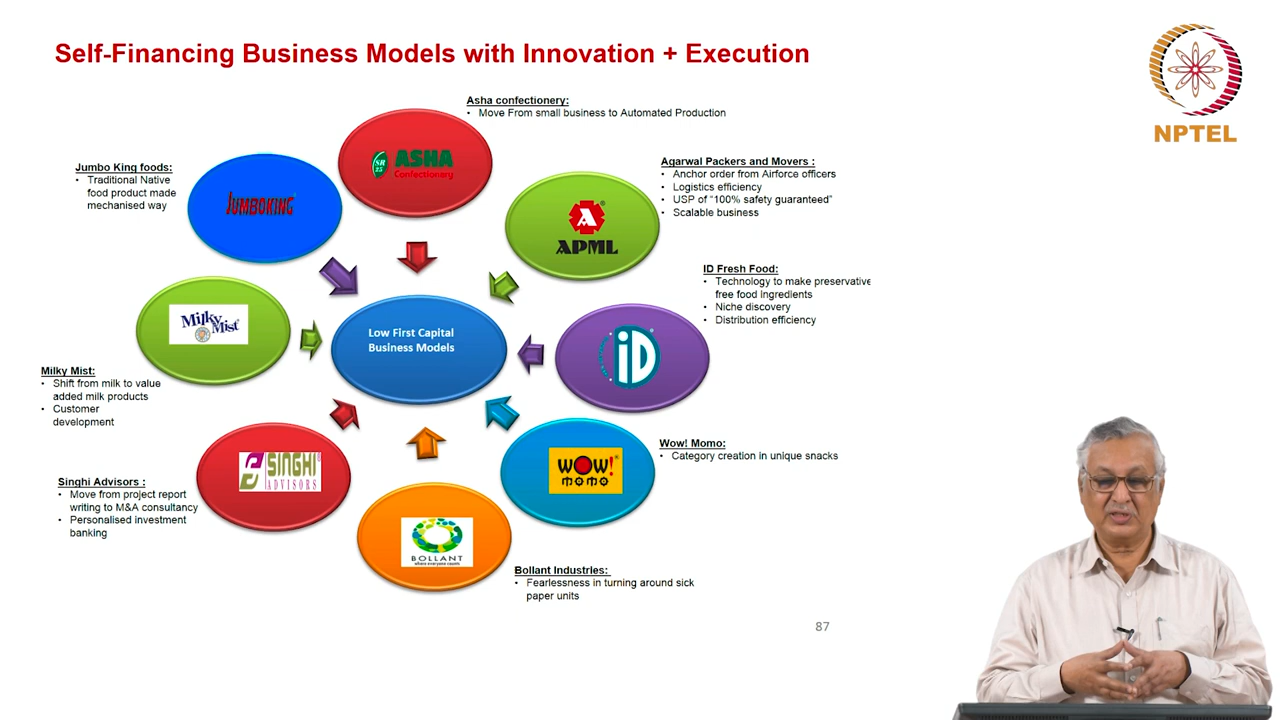 Self-Financing Business Models with Innovation + Execution
NPTEL
Asha confectionery:
• Move From small business to Automated Production
SR
25
ASHA
Confectionery
Jumbo King foods:
• Traditional Native
food product made
mechanised way
JUMBOKING
Agarwal Packers and Movers :
• Anchor order from Airforce officers
• Logistics efficiency
• USP of "100% safety guaranteed"
• Scalable business
A
APML
ID Fresh Food:
• Technology to make preservative
free food ingredients
• Niche discovery
• Distribution efficiency
iD
Milky
Mist
Low First Capital
Business Models
Milky Mist:
• Shift from milk to value
added milk products
• Customer
development
Wow! Momo:
• Category creation in unique snacks
WOW!
MOMO
Singhi Advisors :
• Move from project report
writing to M&A consultancy
• Personalised investment
banking
SINGHI
ADVISORS
BOLLANT
where everyone counts
Bollant Industries:
• Fearlessness in turning around sick
paper units
87